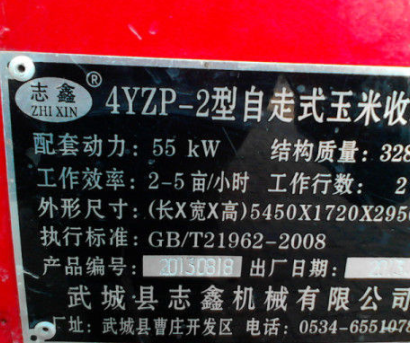 志鑫
ZHI XIN ®
4YZP-2型自走式玉米收
配套动力: 55 kW 结构质量: 328
工作效率: 2-5 亩/小时 工作行数: 2
外形尺寸: (长X宽X高) 5450X1720X295
执行标准: GB/T21962-2008
产品编号: 20130818 出厂日期:
武城县志鑫机械有限公司
厂址: 武城县曹庄开发区 电话: 0534-6551078